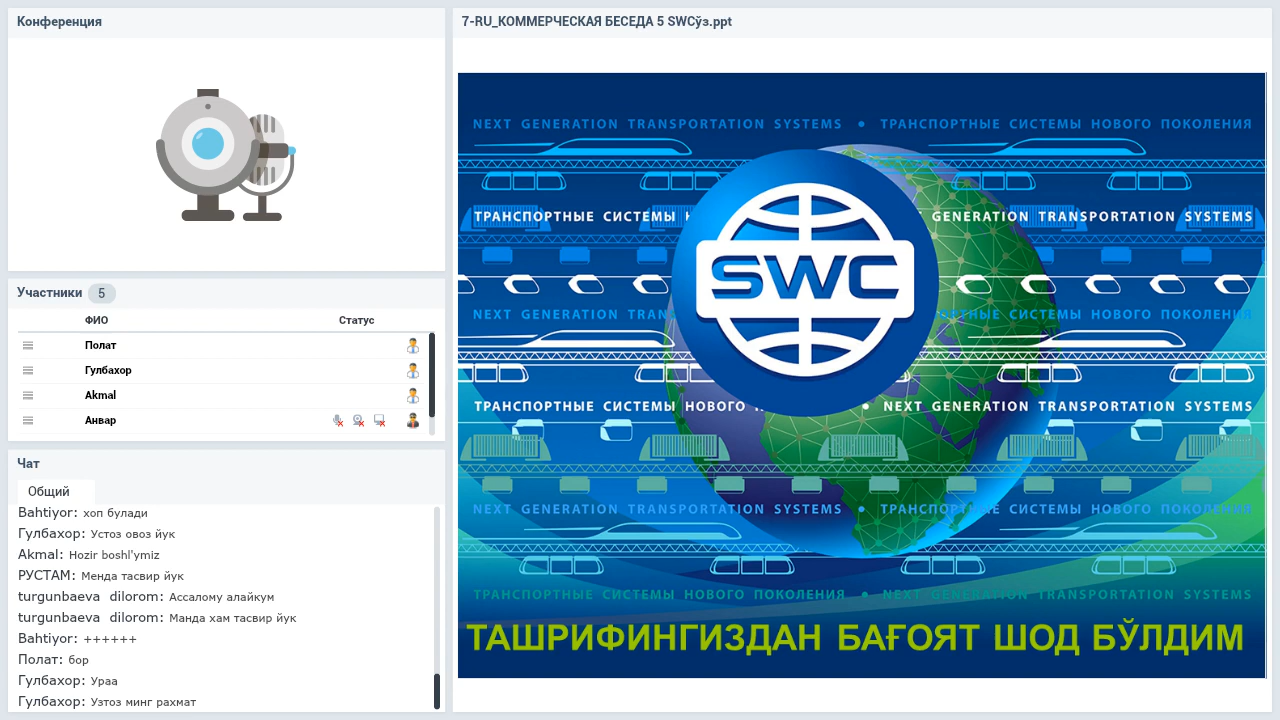 Конференция
Участники 5
ФИО Статус
Полат
Гулбахор
Akmal
Анвар
Чат
Общий
Bahtiyor: хоп булади
Гулбахор: Устоз овоз йук
Akmal: Hozir boshl'ymiz
РУСТАМ: Менда тасвир йук
turgunbaeva dilorom: Ассалому алайкум
turgunbaeva dilorom: Манда хам тасвир йук
Bahtiyor: ++++++
Полат: бор
Гулбахор: Ураа
Гулбахор: Узтоз минг рахмат
7-RU_КОММЕРЧЕСКАЯ БЕСЕДА 5 SWCўз.ppt
NEXT GENERATION TRANSPORTATION SYSTEMS • ТРАНСПОРТНЫЕ СИСТЕМЫ НОВОГО ПОКОЛЕНИЯ
ТРАНСПОРТНЫЕ СИСТЕМЫ Н GENERATION TRANSPORTATION SYSTEMS
SWC
NEXT GENERATION TRANS ПОРТНЫЕ СИСТЕМЫ НОВОГО ПОКОЛЕНИЯ
ТРАНСПОРТНЫЕ СИСТЕМЫ НОВОГО • NEXT GENERATION TRANSPORTATION SYSTEMS
NEXT GENERATION TRANSPORTATION SYSTEMS • ТРАНСПОРТНЫЕ СИСТЕМЫ НОВОГО ПОКОЛЕНИЯ
ТРАНСПОРТНЫЕ СИСТЕМЫ НОВОГО ПОКОЛЕНИЯ • NEXT GENERATION TRANSPORTATION SYSTEMS
ТАШРИФИНГИЗДАН БАҒОЯТ ШОД БЎЛДИМ